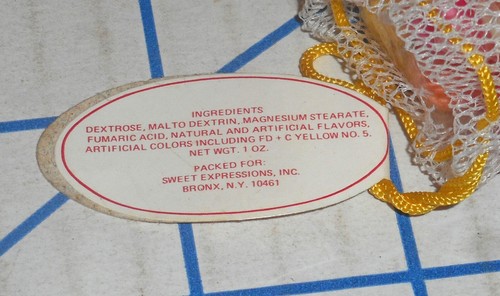 INGREDIENTS
DEXTROSE, MALTO DEXTRIN, MAGNESIUM STEARATE,
FUMARIC ACID, NATURAL AND ARTIFICIAL FLAVORS,
ARTIFICIAL COLORS INCLUDING FD + C YELLOW NO. 5.
NET WGT. 1 OZ.
PACKED FOR:
SWEET EXPRESSIONS, INC.
BRONX, N.Y. 10461